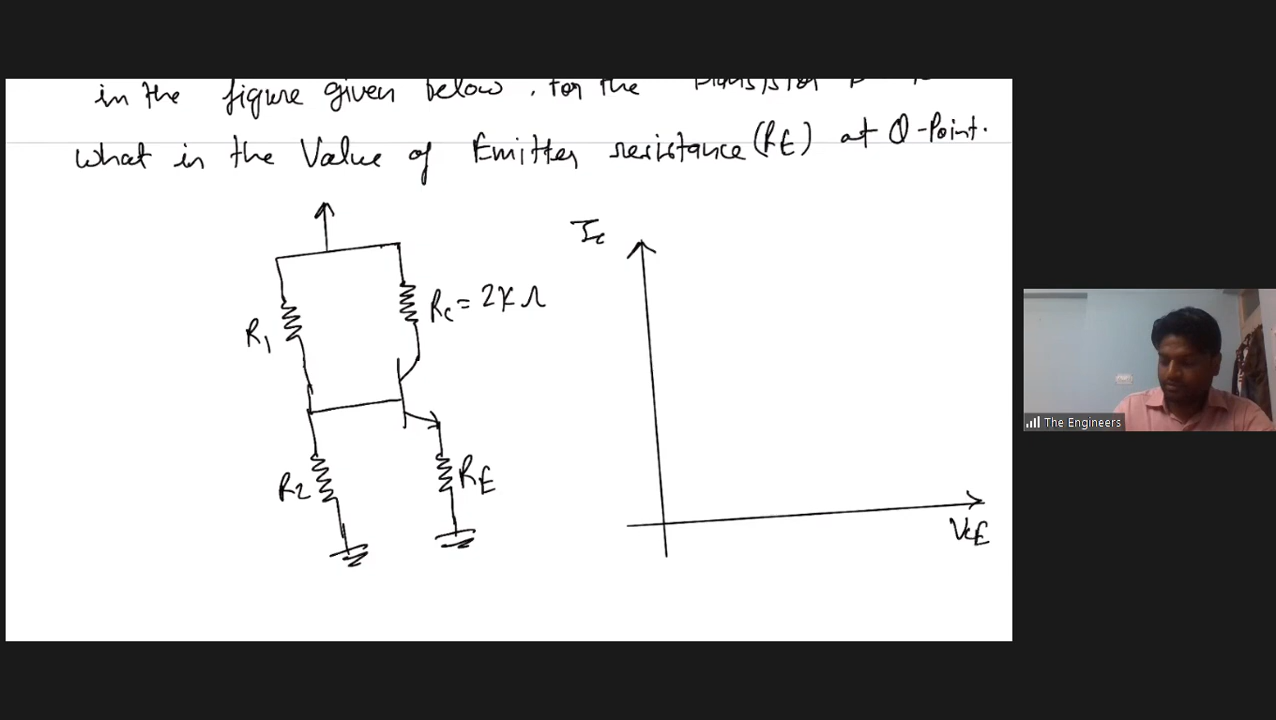 in the figure given below. for the
what in the Value of Emitter resistance (RE) at Q-Point.
Ic
RC = 2K Ω
R1
R2
RE
VCE
The Engineers